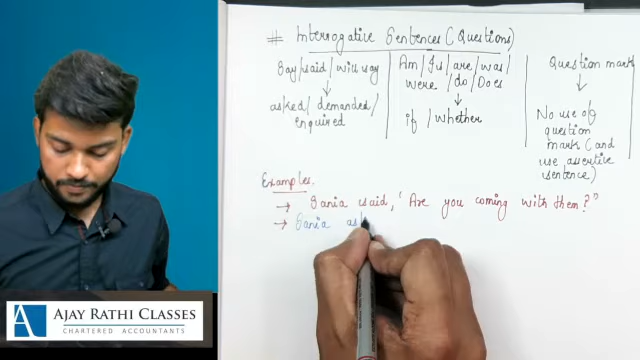 # Interrogative Sentences (Questions)
Say/said/will say
↓
asked/demanded/
enquired
Am/Is/are/was/
were/do/Does
↓
if/whether
Question mark
↓
No use of
question
mark (and
use assertive
sentence)
Examples.
→ Sania said, "Are you coming with them?"
→ Sania as
AJAY RATHI CLASSES
CHARTERED ACCOUNTANTS